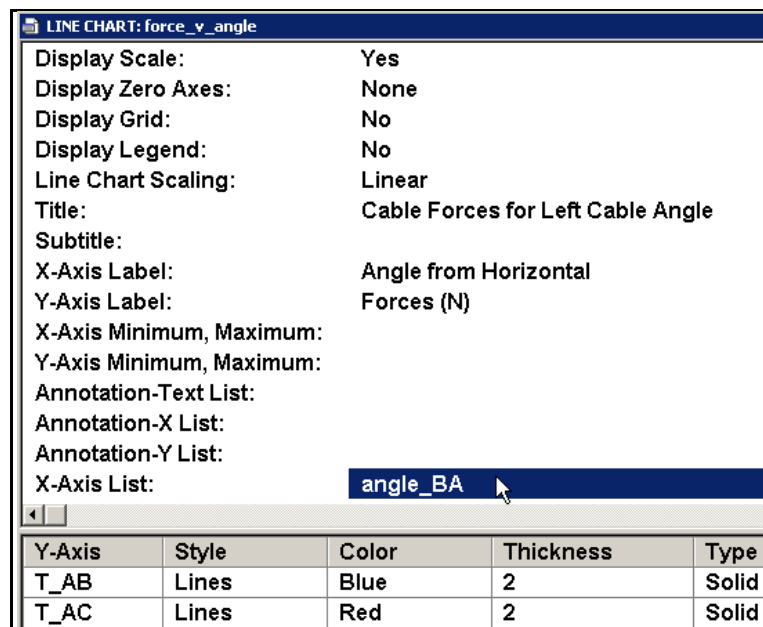 LINE CHART: force_v_angle
Display Scale: Yes
Display Zero Axes: None
Display Grid: No
Display Legend: No
Line Chart Scaling: Linear
Title: Cable Forces for Left Cable Angle
Subtitle:
X-Axis Label: Angle from Horizontal
Y-Axis Label: Forces (N)
X-Axis Minimum, Maximum:
Y-Axis Minimum, Maximum:
Annotation-Text List:
Annotation-X List:
Annotation-Y List:
X-Axis List: angle_BA
Y-Axis Style Color Thickness Type
T_AB Lines Blue 2 Solid
T_AC Lines Red 2 Solid